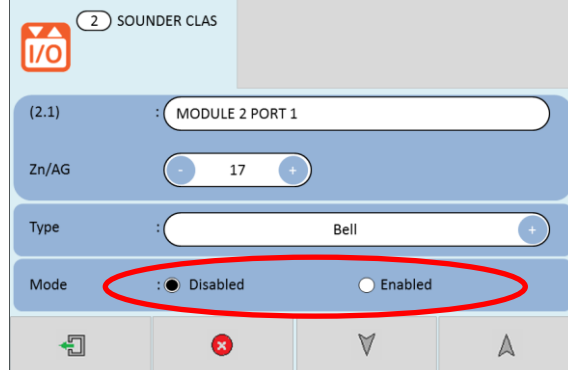 2 SOUNDER CLAS
I/O
(2.1) : MODULE 2 PORT 1
Zn/AG - 17 +
Type : Bell +
Mode : Disabled Enabled